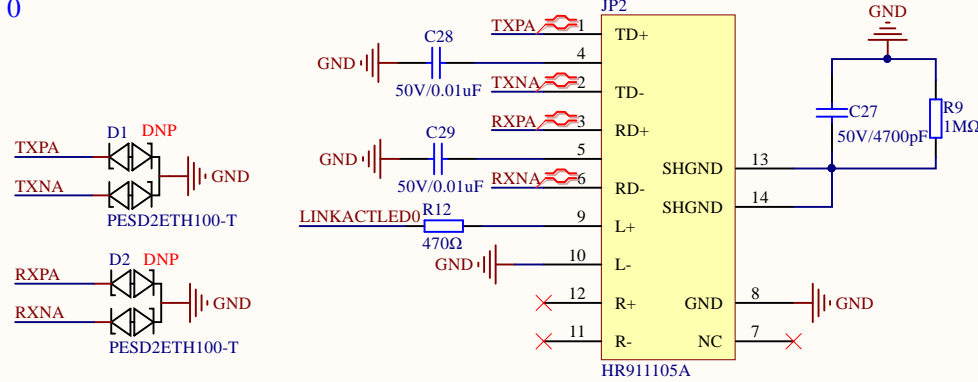 0
JP2
GND
TXPA 1 TD+
C28
GND 4
50V/0.01uF
TXNA 2 TD-
RXPA 3 RD+
C29
GND 5
50V/0.01uF
RXNA 6 RD-
C27
50V/4700pF
R9
1MΩ
SHGND 13
SHGND 14
D1 DNP
TXPA
TXNA
GND
PESD2ETH100-T
LINKACTLED0 R12 9 L+
470Ω
GND 10 L-
12 R+
11 R-
GND 8 GND
NC 7
HR911105A
D2 DNP
RXPA
RXNA
GND
PESD2ETH100-T